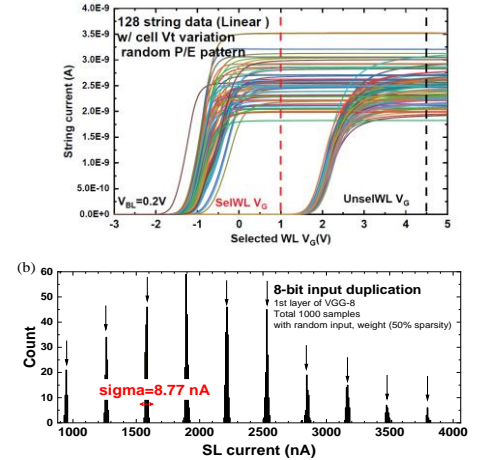 4.0E-9
3.5E-9
3.0E-9
2.5E-9
2.0E-9
1.5E-9
1.0E-9
5.0E-10
0.0E+0
String current (A)
128 string data (Linear )
w/ cell Vt variation
random P/E pattern
VBL=0.2V
SelWL VG
UnselWL VG
-3 -2 -1 0 1 2 3 4 5
Selected WL VG(V)
(b)
60
50
40
30
20
10
0
Count
8-bit input duplication
1st layer of VGG-8
Total 1000 samples
with random input, weight (50% sparsity)
sigma=8.77 nA
1000 1500 2000 2500 3000 3500 4000
SL current (nA)